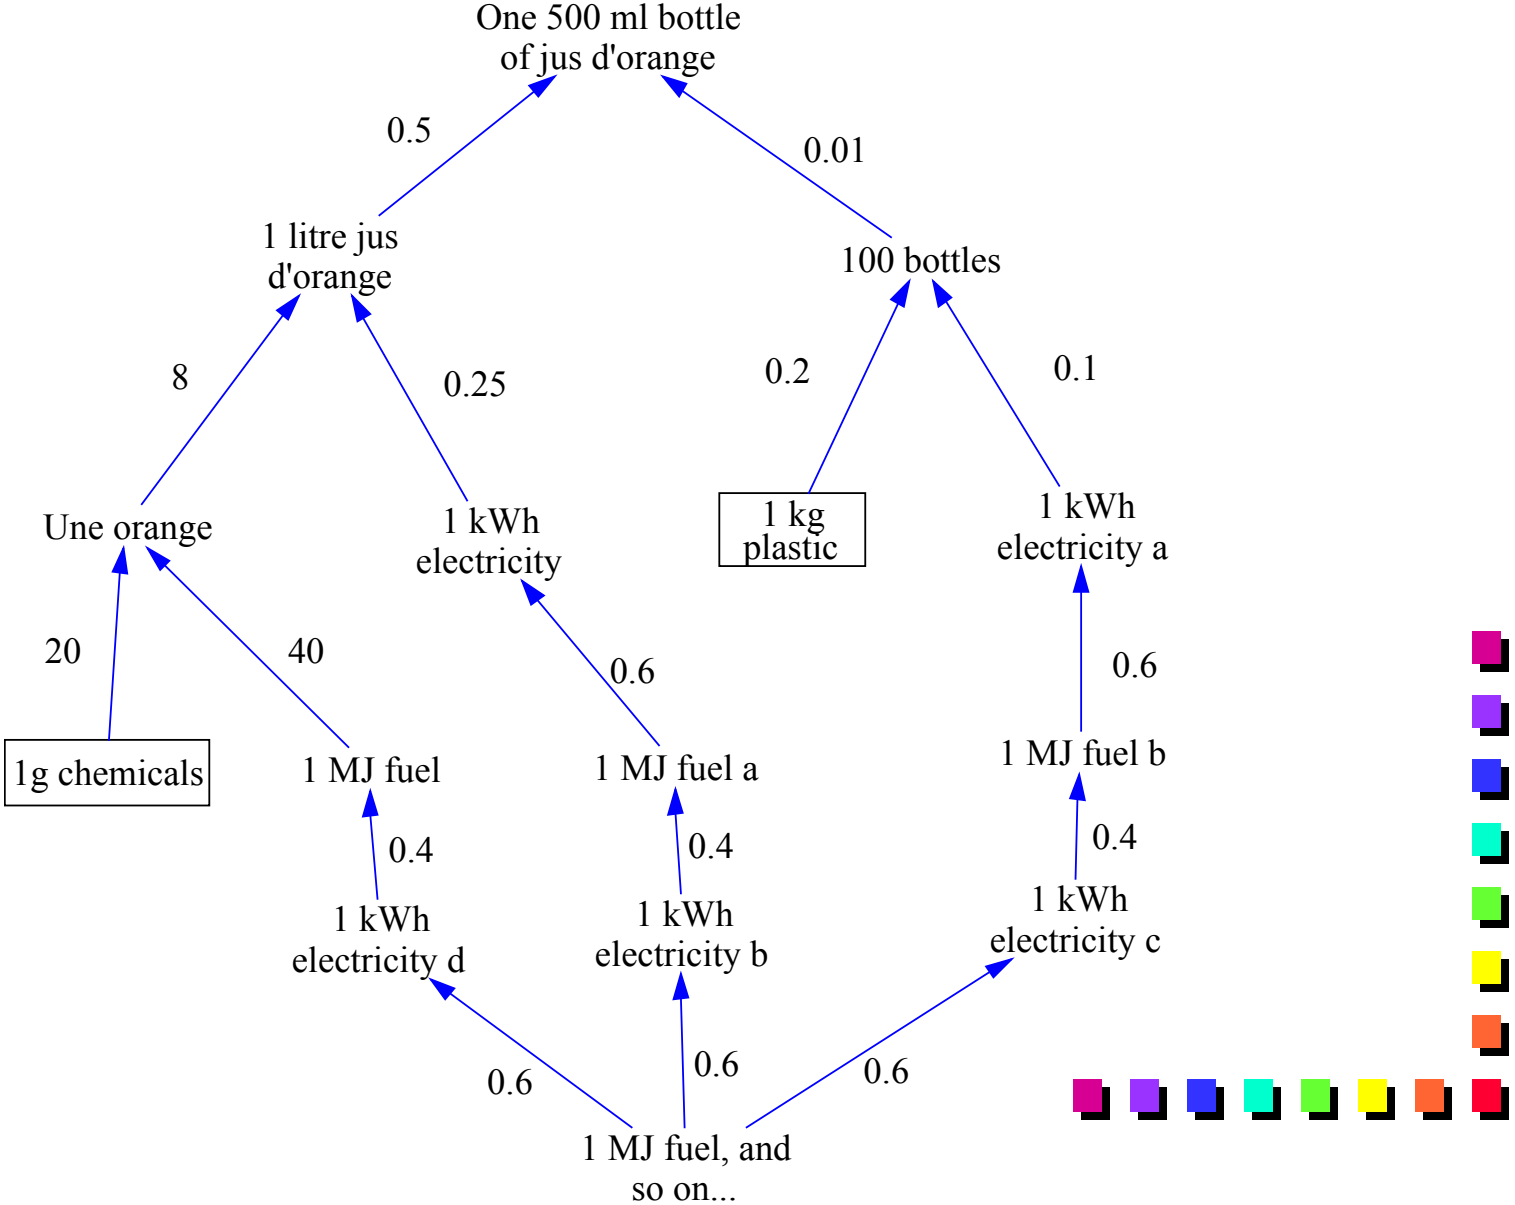 One 500 ml bottle
of jus d'orange
0.5
0.01
1 litre jus
d'orange
100 bottles
8
0.25
0.2
0.1
Une orange
1 kWh
electricity
1 kg
plastic
1 kWh
electricity a
20
40
0.6
0.6
1g chemicals
1 MJ fuel
1 MJ fuel a
1 MJ fuel b
0.4
0.4
0.4
1 kWh
electricity d
1 kWh
electricity b
1 kWh
electricity c
0.6
0.6
0.6
1 MJ fuel, and
so on...